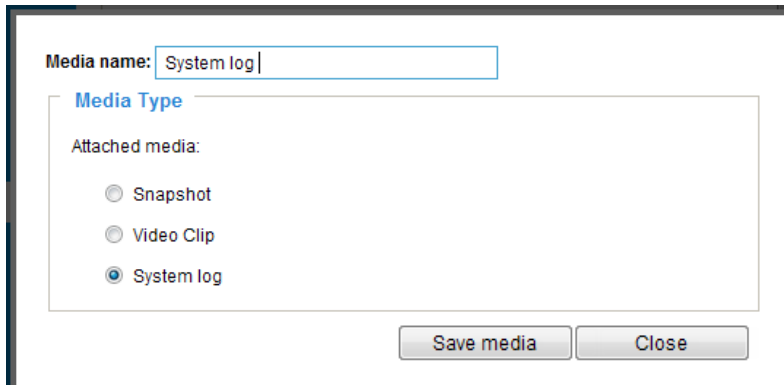 Media name: System log
Media Type
Attached media:
Snapshot
Video Clip
System log
Save media Close